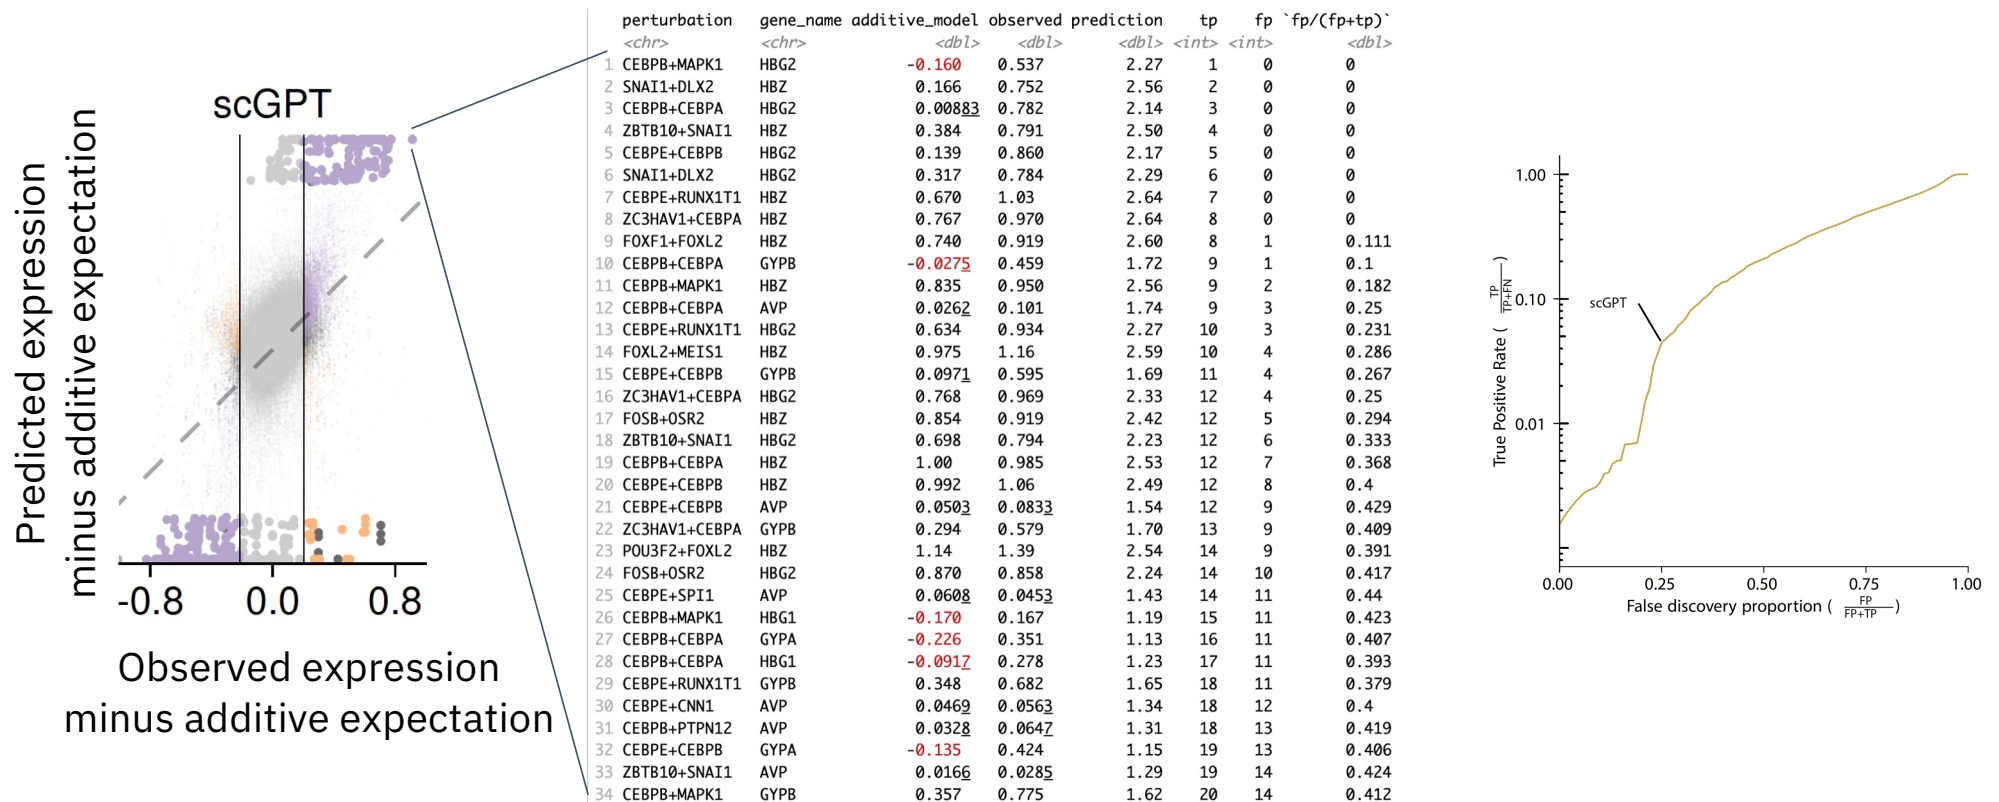 scGPT
Predicted expression
minus additive expectation
-0.8 0.0 0.8
Observed expression
minus additive expectation
perturbation gene_name additive_model observed prediction tp fp `fp/(fp+tp)`
<chr> <chr> <dbl> <dbl> <dbl> <int> <int> <dbl>
1 CEBPB+MAPK1 HBG2 -0.160 0.537 2.27 1 0 0
2 SNAI1+DLX2 HBZ 0.166 0.752 2.56 2 0 0
3 CEBPB+CEBPA HBG2 0.00883 0.782 2.14 3 0 0
4 ZBTB10+SNAI1 HBZ 0.384 0.791 2.50 4 0 0
5 CEBPE+CEBPB HBG2 0.139 0.860 2.17 5 0 0
6 SNAI1+DLX2 HBG2 0.317 0.784 2.29 6 0 0
7 CEBPE+RUNX1T1 HBZ 0.670 1.03 2.64 7 0 0
8 ZC3HAV1+CEBPA HBZ 0.767 0.970 2.64 8 0 0
9 FOXF1+FOXL2 HBZ 0.740 0.919 2.60 8 1 0.111
10 CEBPB+CEBPA GYPB -0.0275 0.459 1.72 9 1 0.1
11 CEBPB+MAPK1 HBZ 0.835 0.950 2.56 9 2 0.182
12 CEBPB+CEBPA AVP 0.0262 0.101 1.74 9 3 0.25
13 CEBPE+RUNX1T1 HBG2 0.634 0.934 2.27 10 3 0.231
14 FOXL2+MEIS1 HBZ 0.975 1.16 2.59 10 4 0.286
15 CEBPE+CEBPB GYPB 0.0971 0.595 1.69 11 4 0.267
16 ZC3HAV1+CEBPA HBG2 0.768 0.969 2.33 12 4 0.25
17 FOSB+OSR2 HBZ 0.854 0.919 2.42 12 5 0.294
18 ZBTB10+SNAI1 HBG2 0.698 0.794 2.23 12 6 0.333
19 CEBPB+CEBPA HBZ 1.00 0.985 2.53 12 7 0.368
20 CEBPE+CEBPB HBZ 0.992 1.06 2.49 12 8 0.4
21 CEBPE+CEBPB AVP 0.0503 0.0833 1.54 12 9 0.429
22 ZC3HAV1+CEBPA GYPB 0.294 0.579 1.70 13 9 0.409
23 POU3F2+FOXL2 HBZ 1.14 1.39 2.54 14 9 0.391
24 FOSB+OSR2 HBG2 0.870 0.858 2.24 14 10 0.417
25 CEBPE+SPI1 AVP 0.0608 0.0453 1.43 14 11 0.44
26 CEBPB+MAPK1 HBG1 -0.170 0.167 1.19 15 11 0.423
27 CEBPB+CEBPA GYPA -0.226 0.351 1.13 16 11 0.407
28 CEBPB+CEBPA HBG1 -0.0917 0.278 1.23 17 11 0.393
29 CEBPE+RUNX1T1 GYPB 0.348 0.682 1.65 18 11 0.379
30 CEBPE+CNN1 AVP 0.0469 0.0563 1.34 18 12 0.4
31 CEBPB+PTPN12 AVP 0.0328 0.0647 1.31 18 13 0.419
32 CEBPE+CEBPB GYPA -0.135 0.424 1.15 19 13 0.406
33 ZBTB10+SNAI1 AVP 0.0166 0.0285 1.29 19 14 0.424
34 CEBPB+MAPK1 GYPB 0.357 0.775 1.62 20 14 0.412
True Positive Rate ( TP / TP+FN )
1.00
0.10
0.01
scGPT
0.00 0.25 0.50 0.75 1.00
False discovery proportion ( FP / FP+TP )